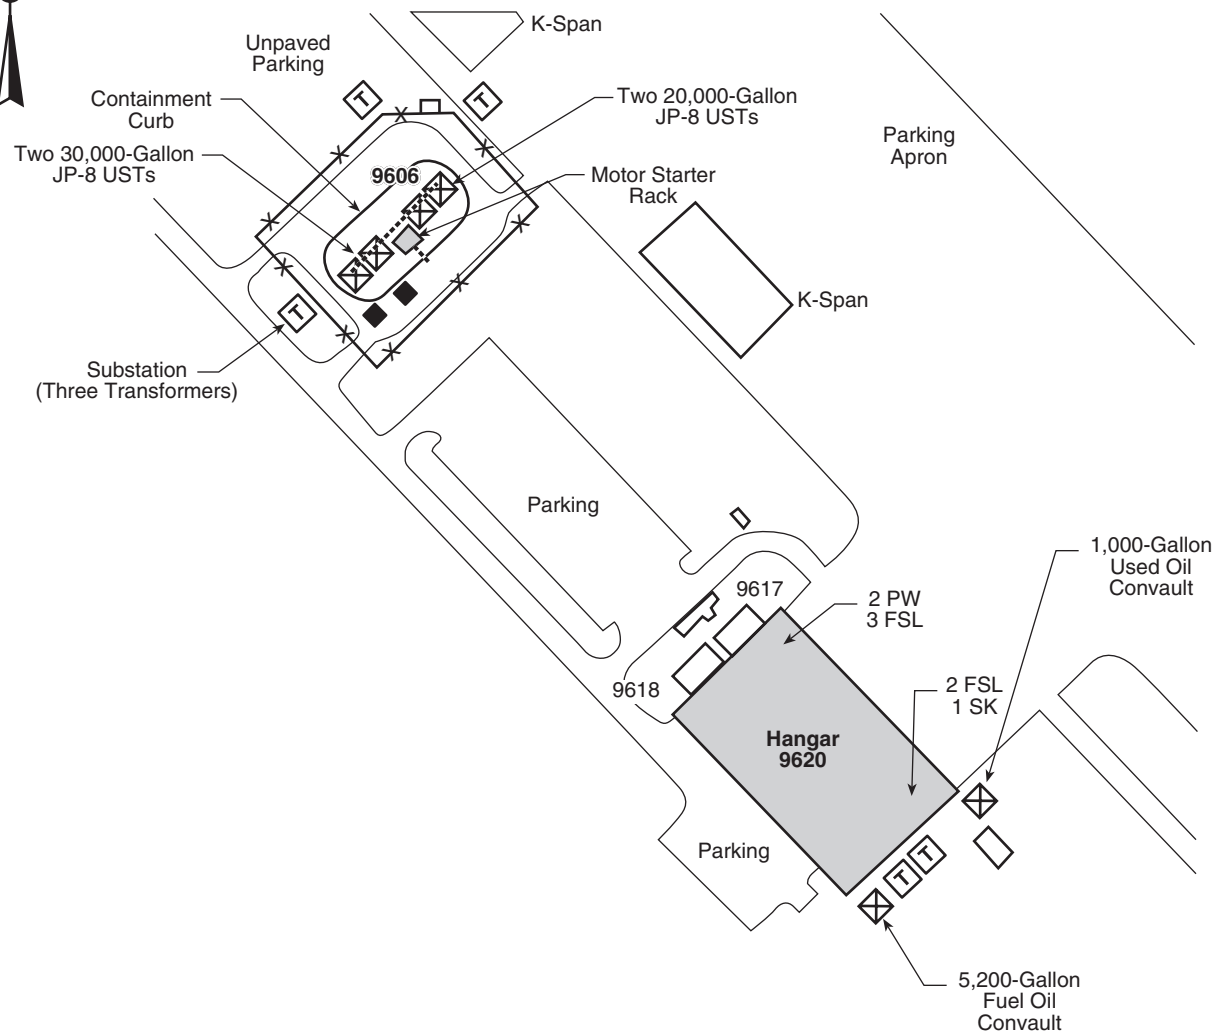 K-Span
Unpaved
Parking
T
T
Containment
Curb
Two 20,000-Gallon
JP-8 USTs
Parking
Apron
Two 30,000-Gallon
JP-8 USTs
9606
Motor Starter
Rack
K-Span
T
Substation
(Three Transformers)
Parking
1,000-Gallon
Used Oil
Convault
9617
2 PW
3 FSL
9618
2 FSL
1 SK
Hangar
9620
Parking
T
T
5,200-Gallon
Fuel Oil
Convault